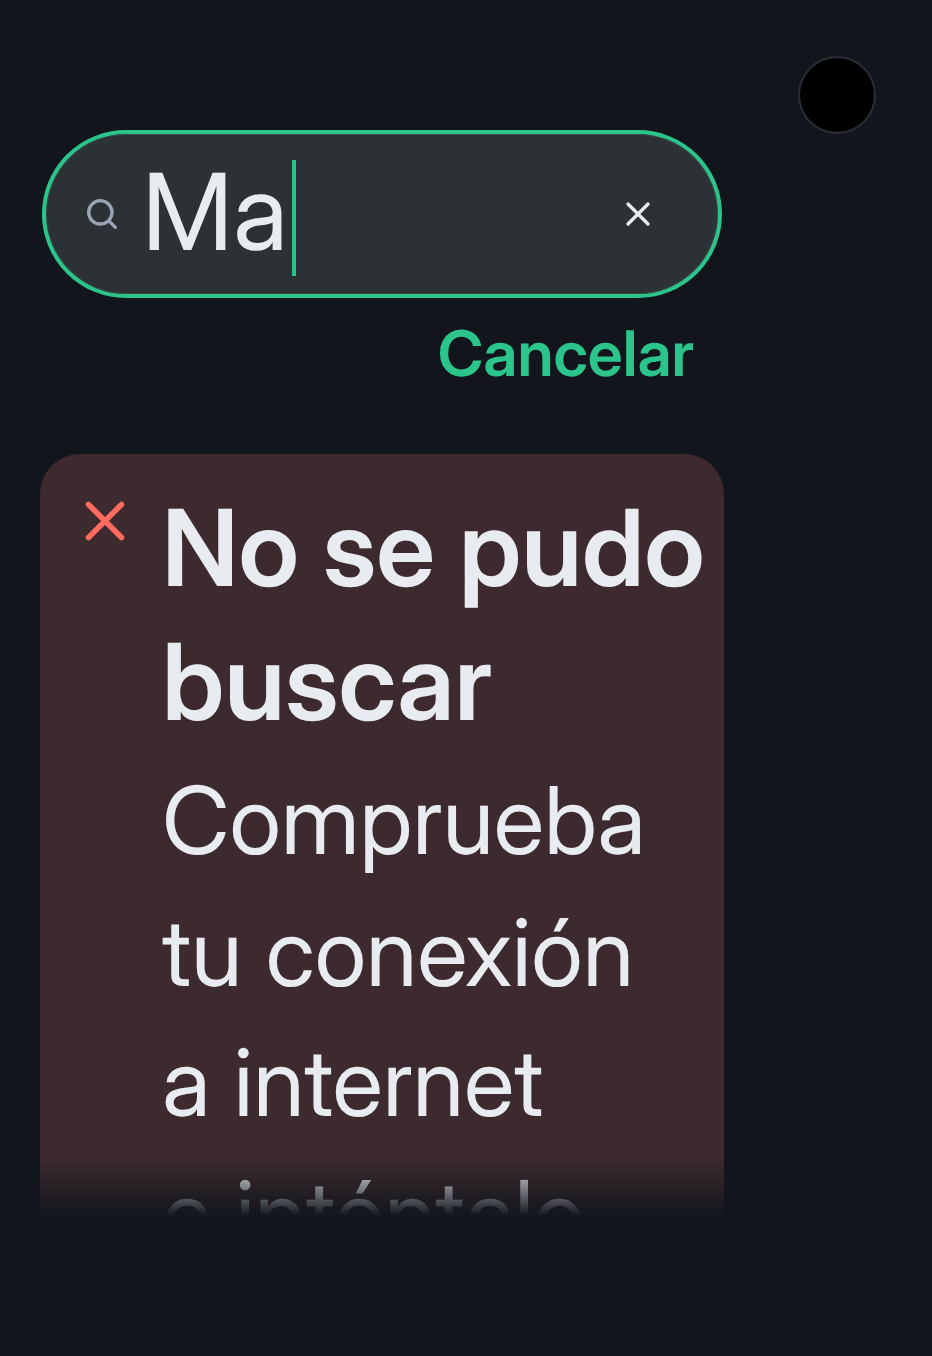 Ma
Cancelar
No se pudo
buscar
Comprueba
tu conexión
a internet